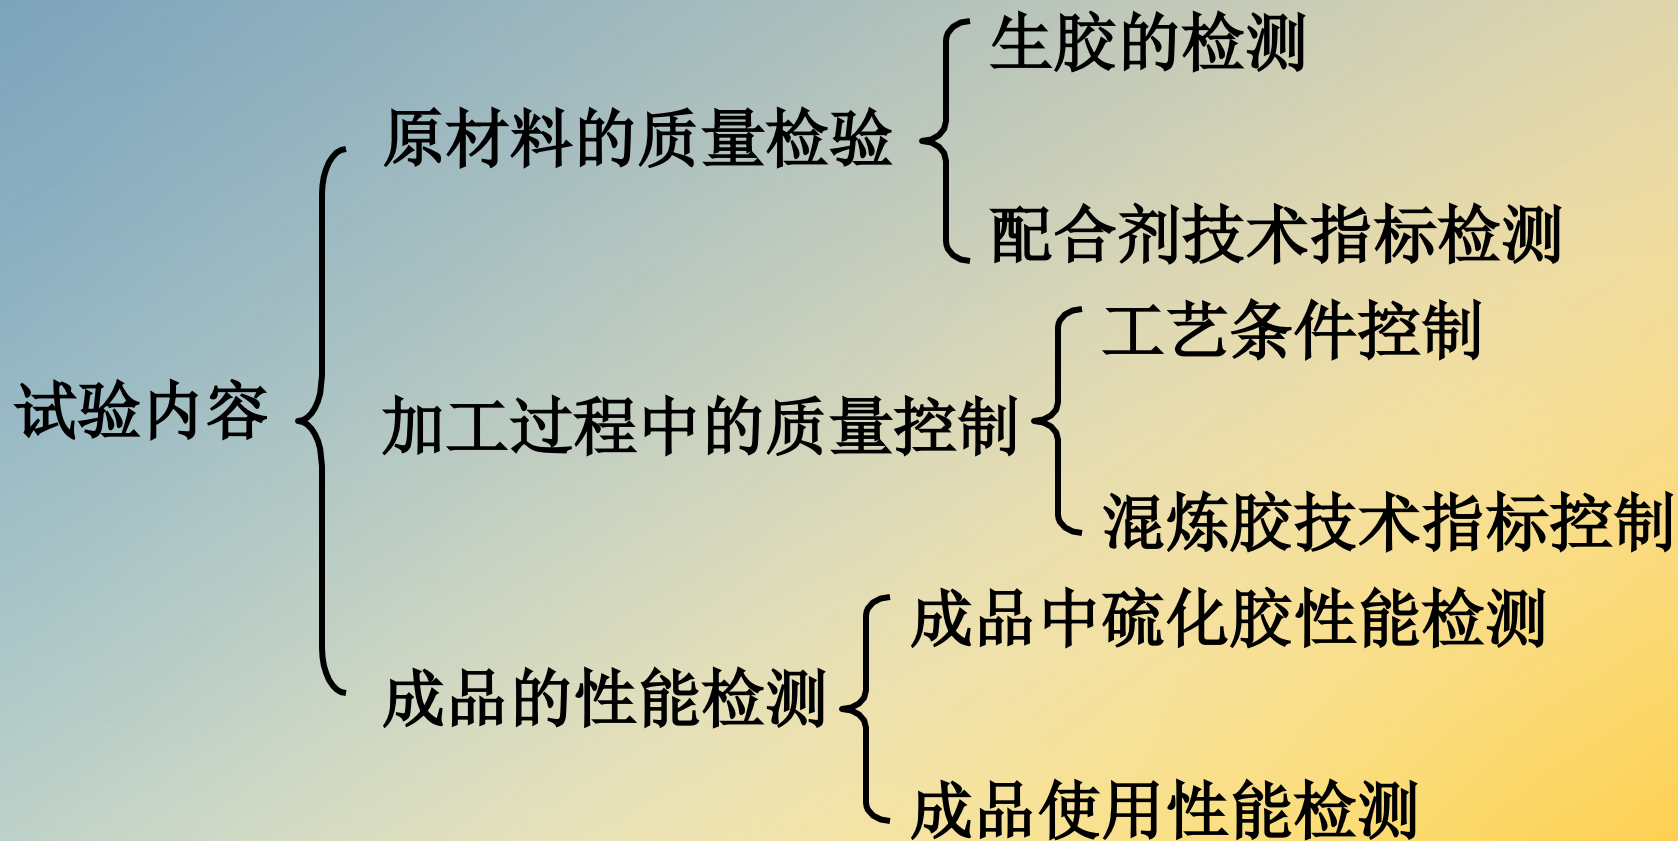 试验内容
原材料的质量检验
生胶的检测
配合剂技术指标检测
加工过程中的质量控制
工艺条件控制
混炼胶技术指标控制
成品的性能检测
成品中硫化胶性能检测
成品使用性能检测